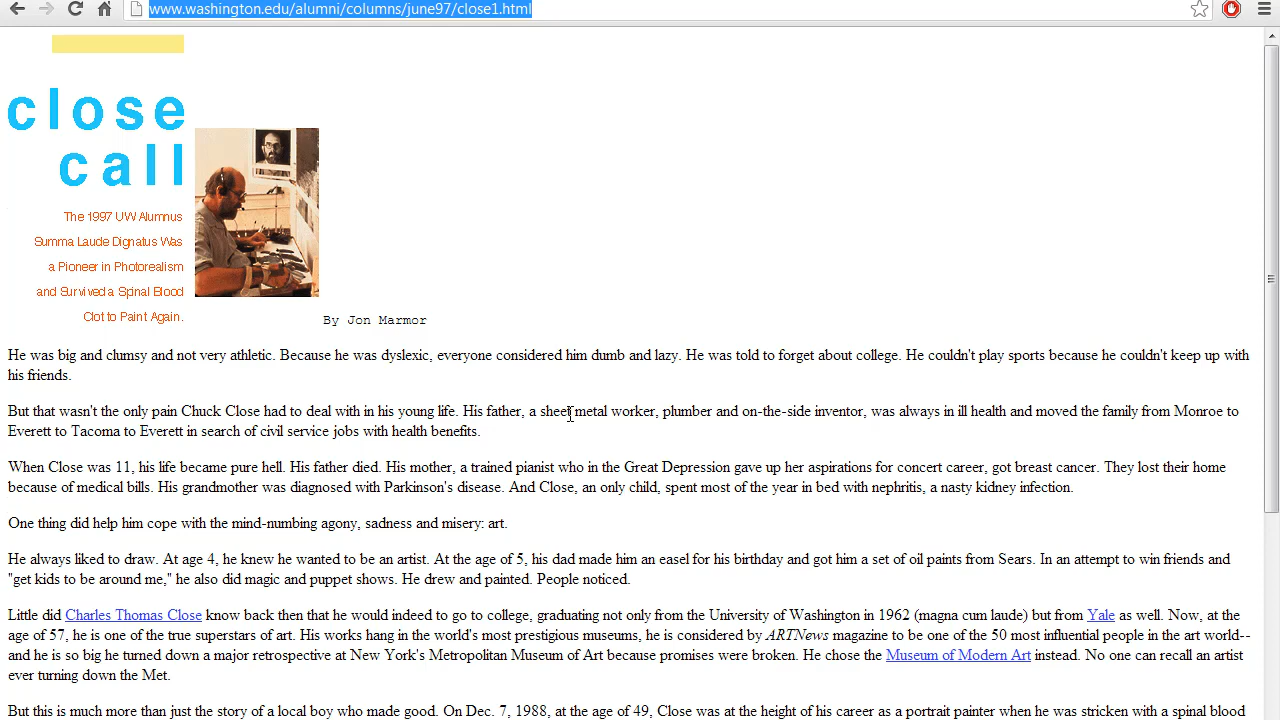 www.washington.edu/alumni/columns/june97/close1.html
close
call
The 1997 UW Alumnus
Summa Laude Dignatus Was
a Pioneer in Photorealism
and Survived a Spinal Blood
Clot to Paint Again.
By Jon Marmor
He was big and clumsy and not very athletic. Because he was dyslexic, everyone considered him dumb and lazy. He was told to forget about college. He couldn't play sports because he couldn't keep up with
his friends.
But that wasn't the only pain Chuck Close had to deal with in his young life. His father, a sheet metal worker, plumber and on-the-side inventor, was always in ill health and moved the family from Monroe to
Everett to Tacoma to Everett in search of civil service jobs with health benefits.
When Close was 11, his life became pure hell. His father died. His mother, a trained pianist who in the Great Depression gave up her aspirations for concert career, got breast cancer. They lost their home
because of medical bills. His grandmother was diagnosed with Parkinson's disease. And Close, an only child, spent most of the year in bed with nephritis, a nasty kidney infection.
One thing did help him cope with the mind-numbing agony, sadness and misery: art.
He always liked to draw. At age 4, he knew he wanted to be an artist. At the age of 5, his dad made him an easel for his birthday and got him a set of oil paints from Sears. In an attempt to win friends and
"get kids to be around me," he also did magic and puppet shows. He drew and painted. People noticed.
Little did Charles Thomas Close know back then that he would indeed to go to college, graduating not only from the University of Washington in 1962 (magna cum laude) but from Yale as well. Now, at the
age of 57, he is one of the true superstars of art. His works hang in the world's most prestigious museums, he is considered by ARTNews magazine to be one of the 50 most influential people in the art world--
and he is so big he turned down a major retrospective at New York's Metropolitan Museum of Art because promises were broken. He chose the Museum of Modern Art instead. No one can recall an artist
ever turning down the Met.
But this is much more than just the story of a local boy who made good. On Dec. 7, 1988, at the age of 49, Close was at the height of his career as a portrait painter when he was stricken with a spinal blood